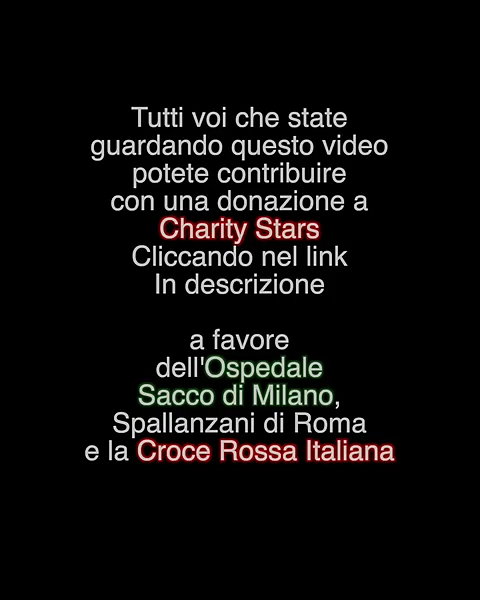 Tutti voi che state
guardando questo video
potete contribuire
con una donazione a
Charity Stars
Cliccando nel link
In descrizione
a favore
dell'Ospedale
Sacco di Milano,
Spallanzani di Roma
e la Croce Rossa Italiana